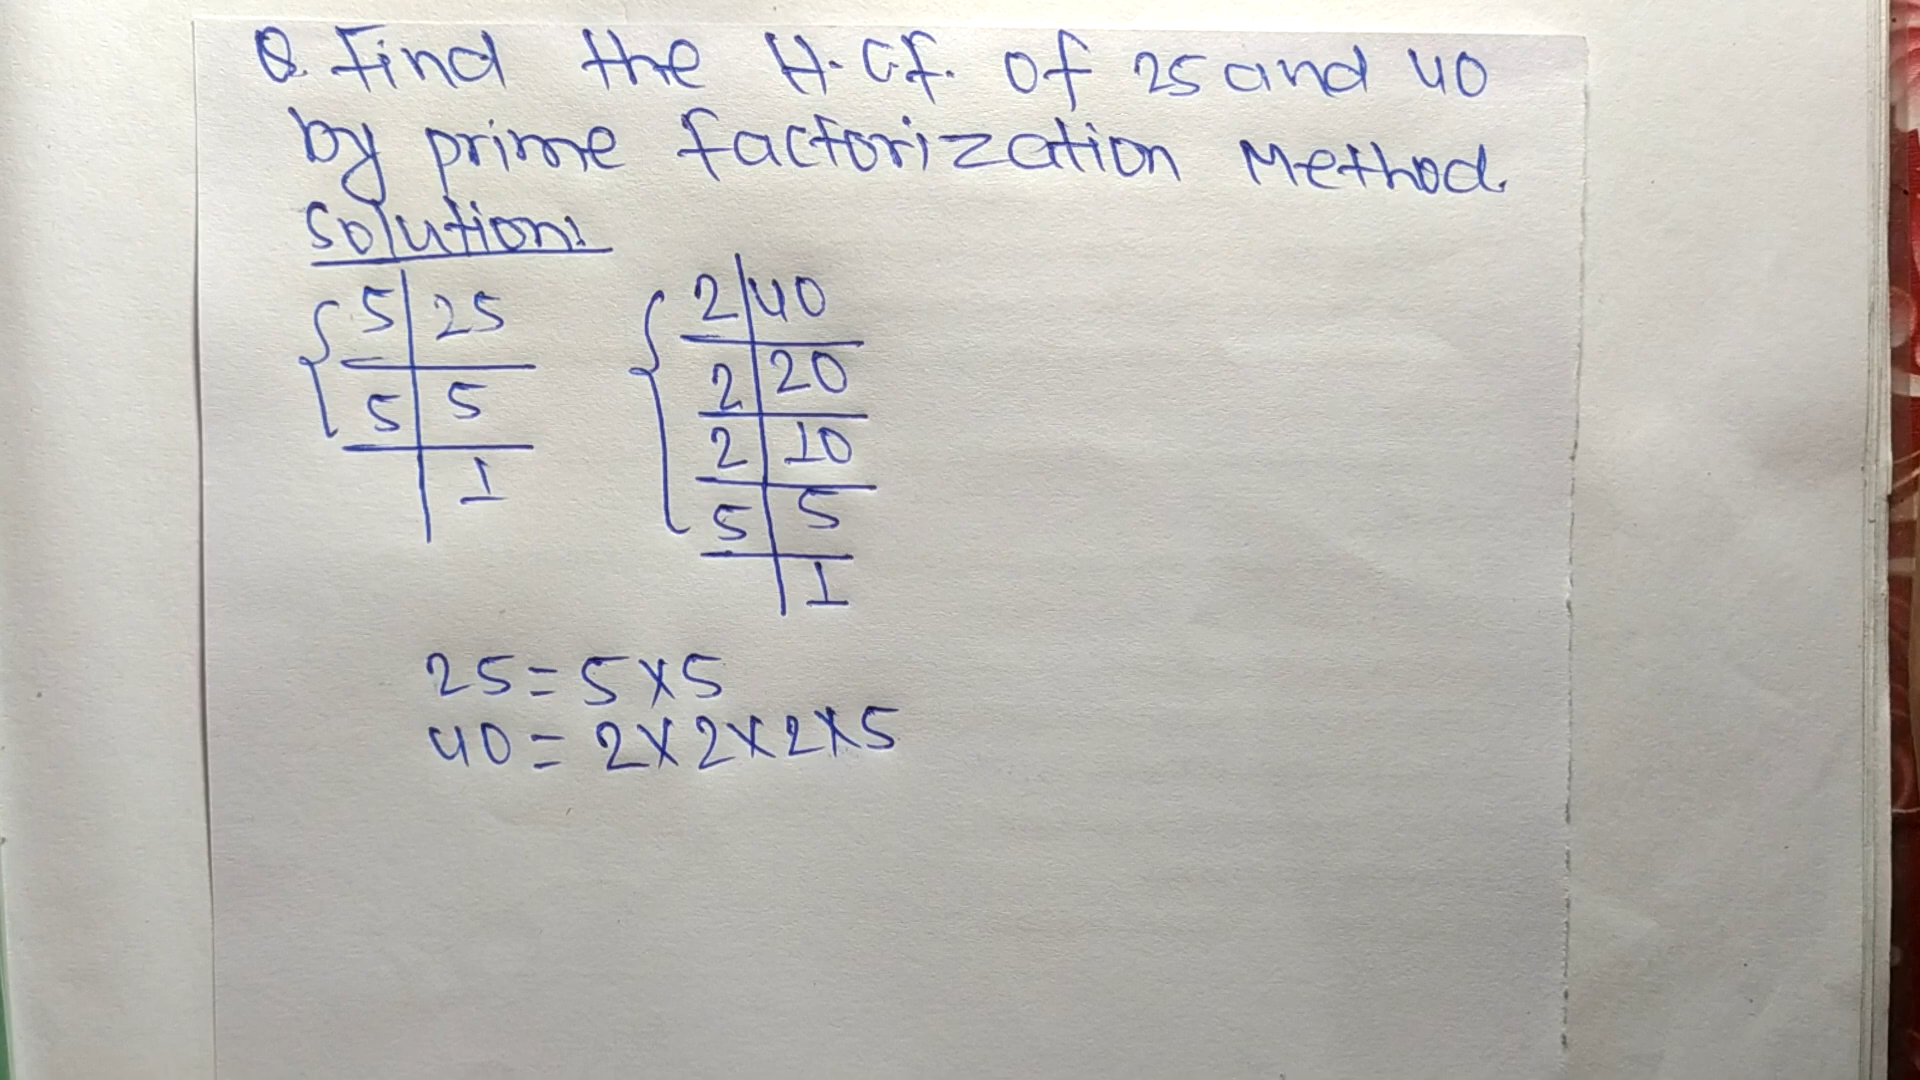 Q. Find the H.C.F. of 25 and 40
by prime factorization Method.
Solution:
5 | 25
5 | 5
| 1
2 | 40
2 | 20
2 | 10
5 | 5
| 1
25 = 5×5
40 = 2×2×2×5